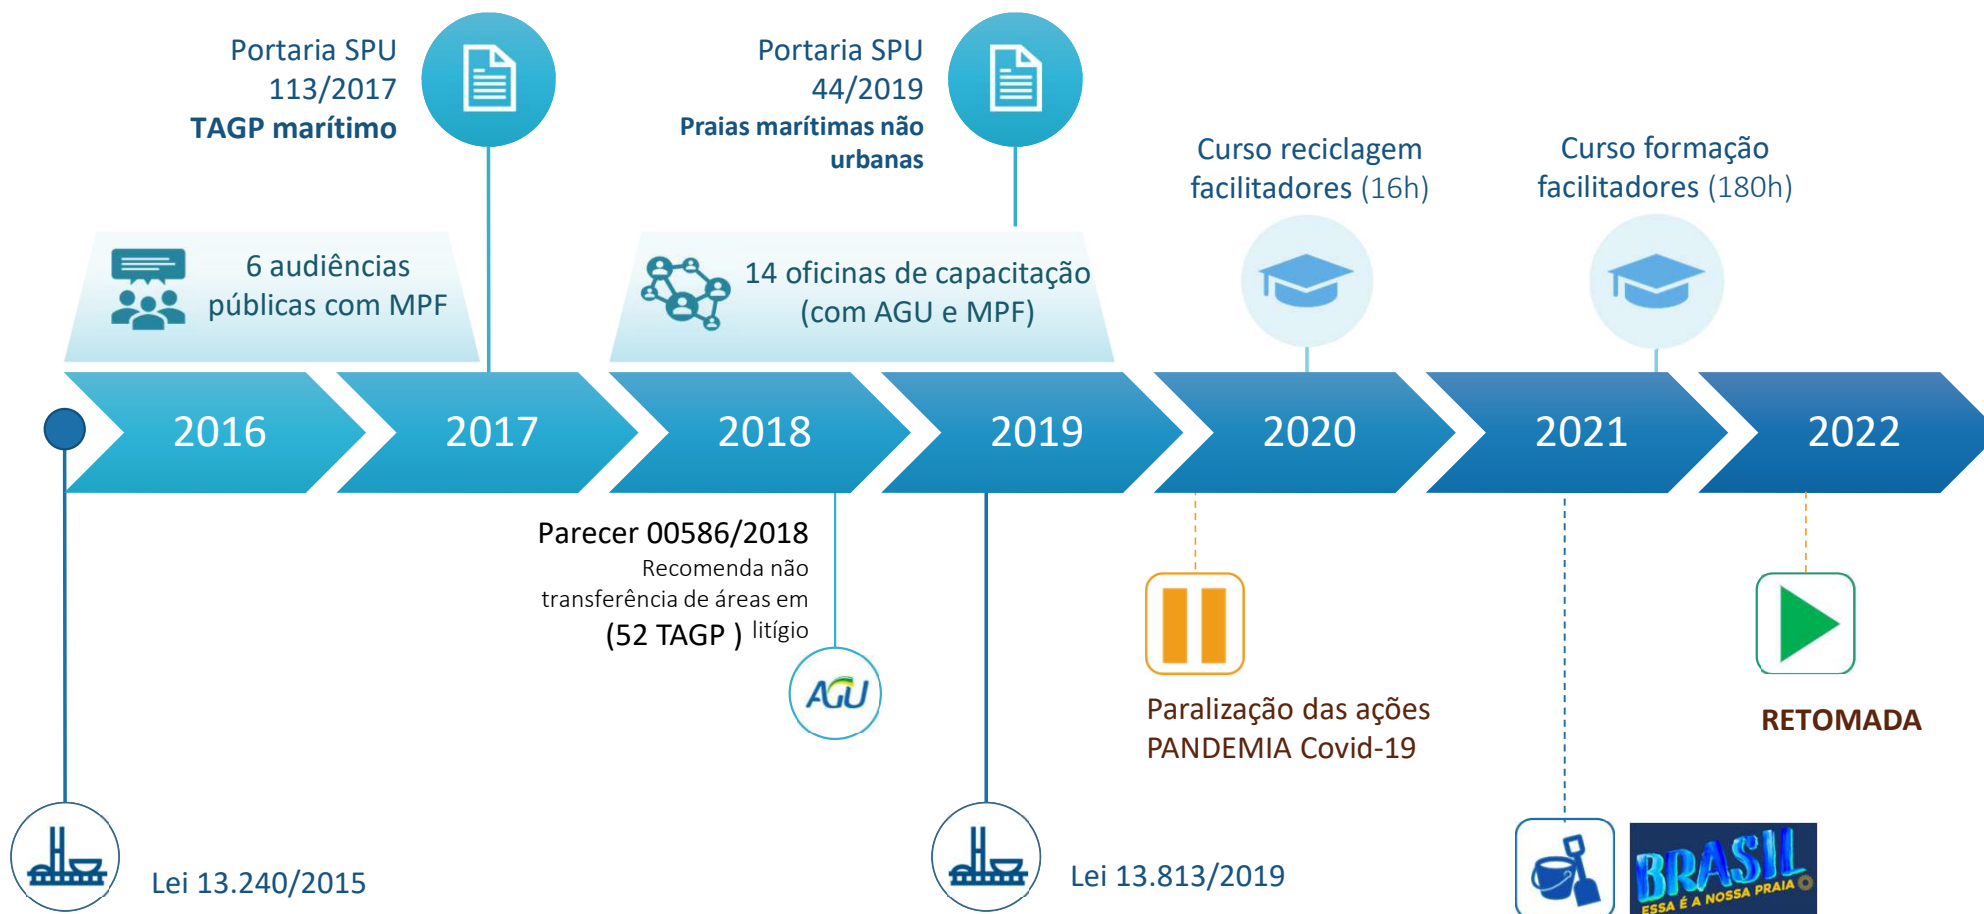 Portaria SPU
113/2017
TAGP marítimo
Portaria SPU
44/2019
Praias marítimas não
urbanas
Curso reciclagem
facilitadores (16h)
Curso formação
facilitadores (180h)
6 audiências
públicas com MPF
14 oficinas de capacitação
(com AGU e MPF)
2016
2017
2018
2019
2020
2021
2022
Parecer 00586/2018
Recomenda não
transferência de áreas em
(52 TAGP ) litígio
AGU
Paralização das ações
PANDEMIA Covid-19
RETOMADA
Lei 13.240/2015
Lei 13.813/2019
BRASIL
ESSA É A NOSSA PRAIA